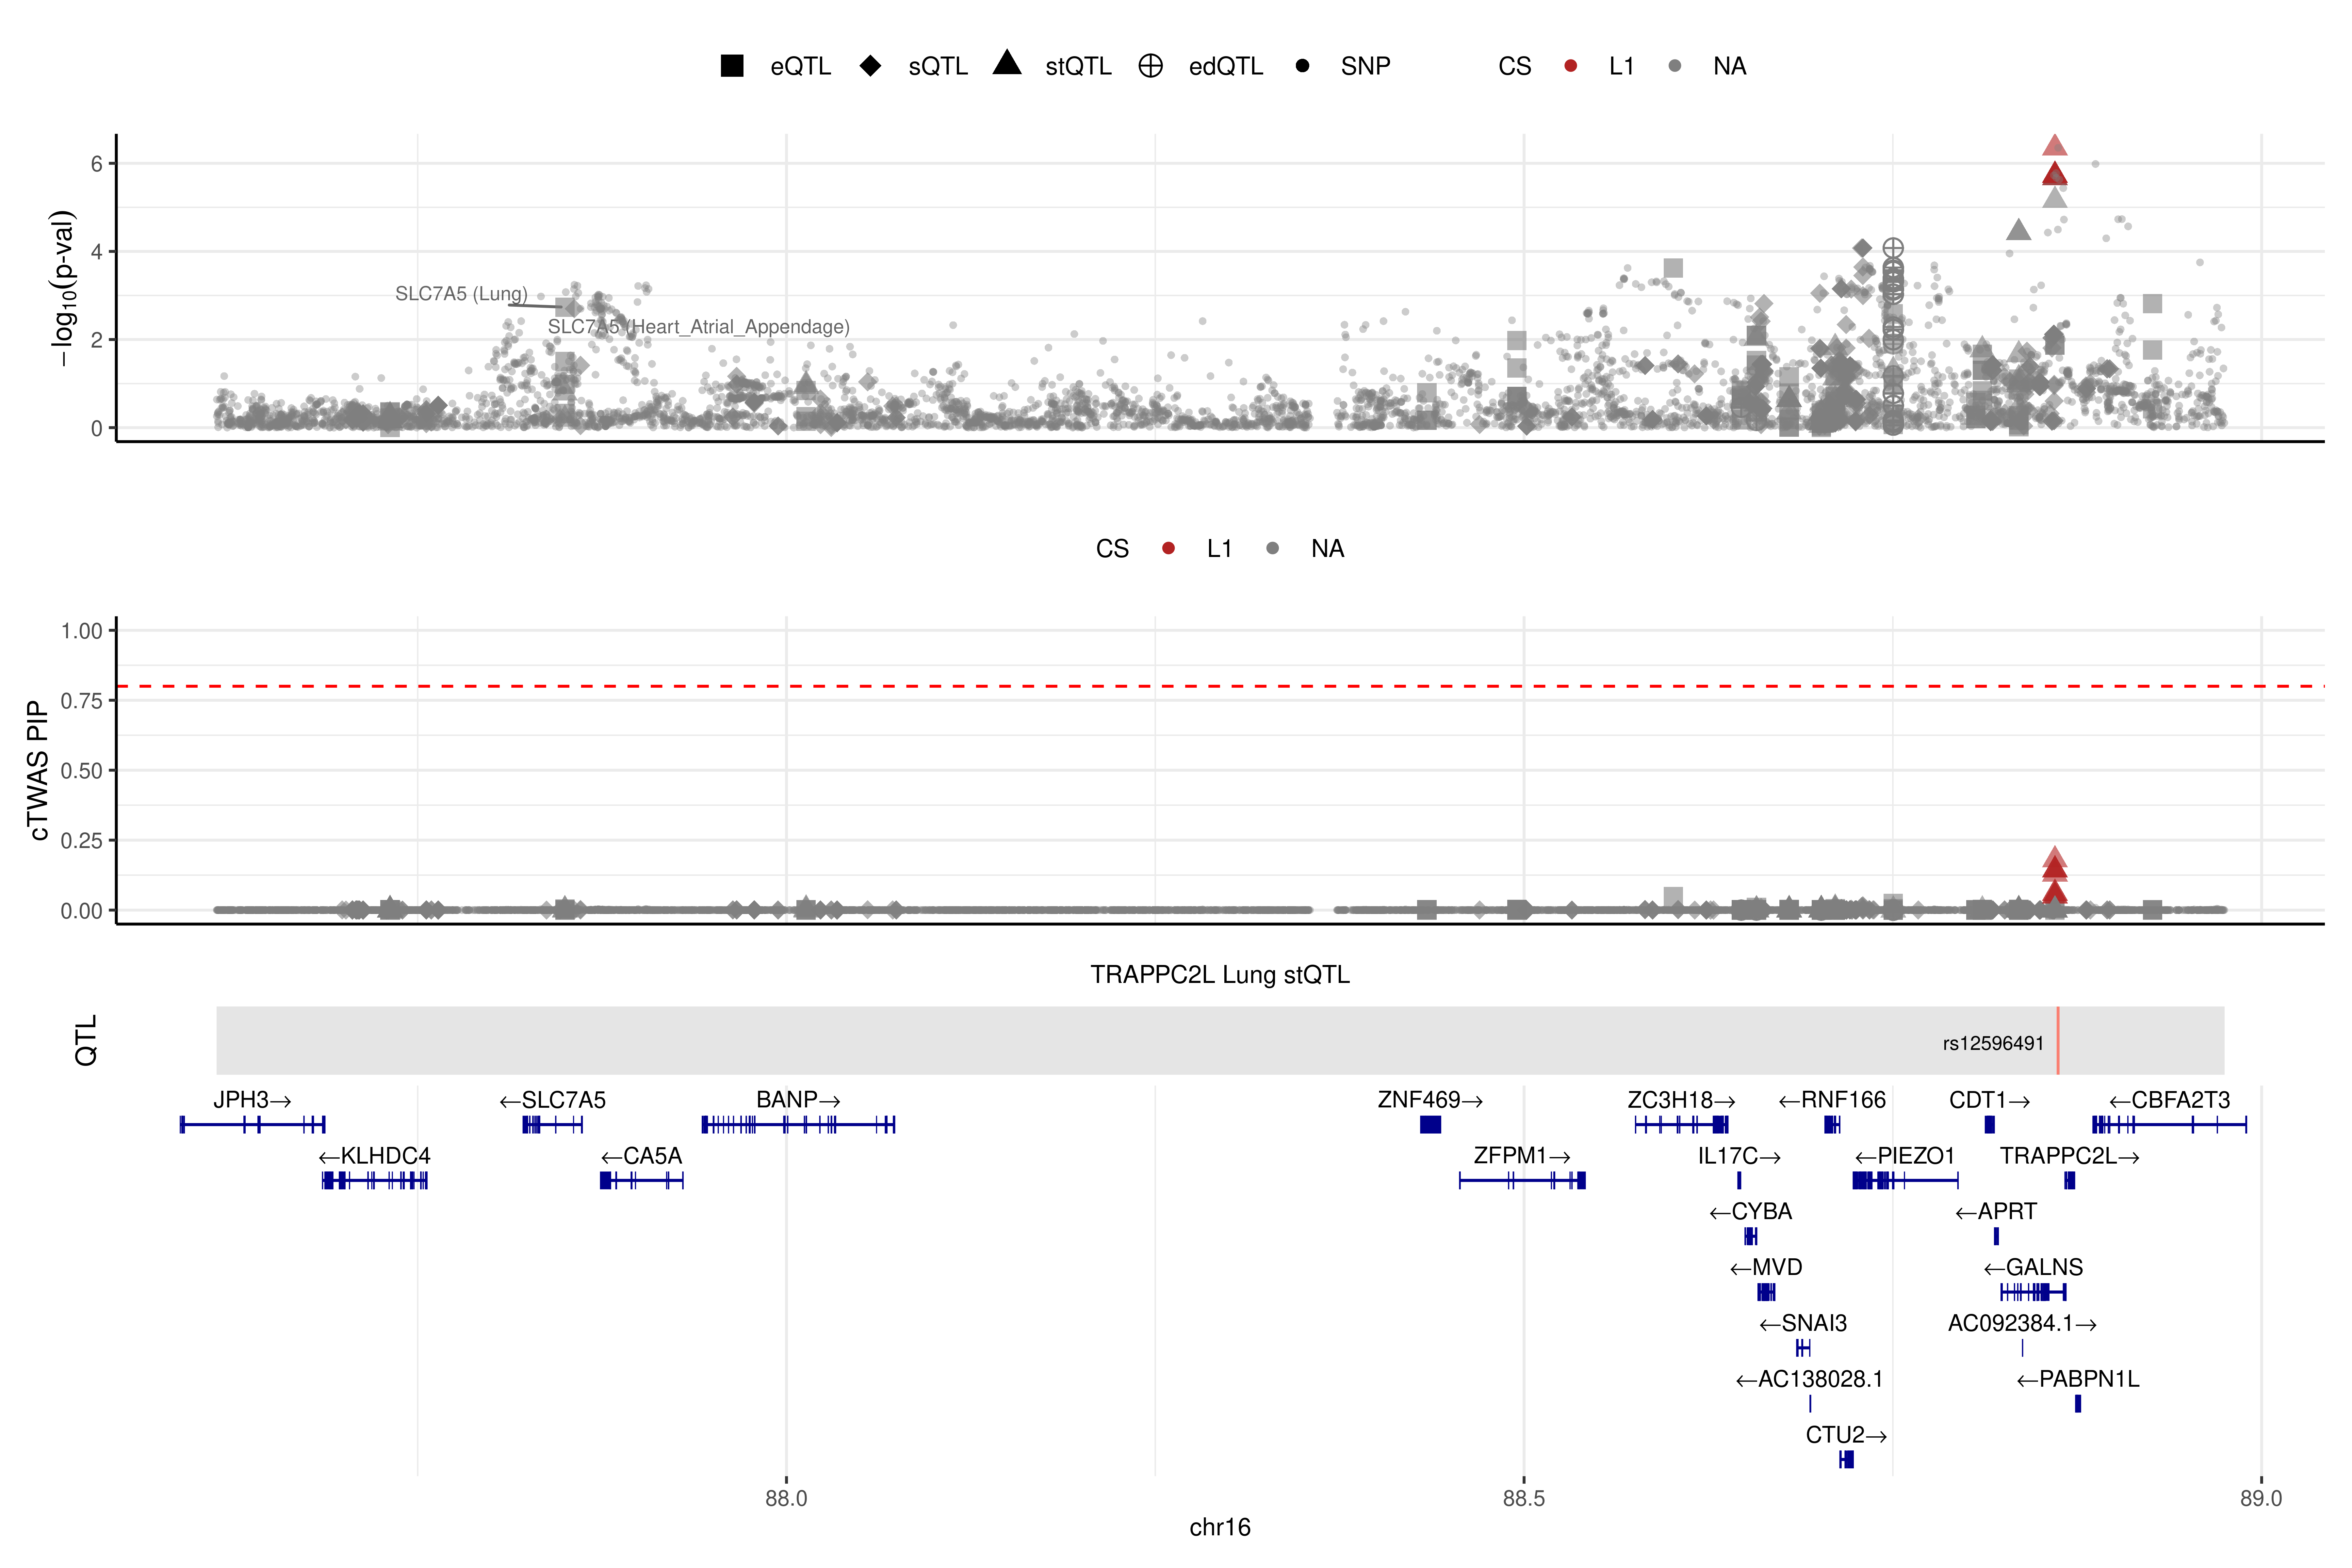 eQTL sQTL stQTL edQTL SNP CS L1 NA
6
4
2
0
−log10(p-val)
SLC7A5 (Lung)
SLC7A5 (Heart_Atrial_Appendage)
CS L1 NA
1.00
0.75
0.50
0.25
0.00
cTWAS PIP
TRAPPC2L Lung stQTL
QTL
rs12596491
JPH3→ ←SLC7A5 BANP→ ZNF469→ ZC3H18→ ←RNF166 CDT1→ ←CBFA2T3
←KLHDC4 ←CA5A ZFPM1→ IL17C→ ←PIEZO1 TRAPPC2L→
←CYBA ←APRT
←MVD ←GALNS
←SNAI3 AC092384.1→
←AC138028.1 ←PABPN1L
CTU2→
88.0 88.5 89.0
chr16